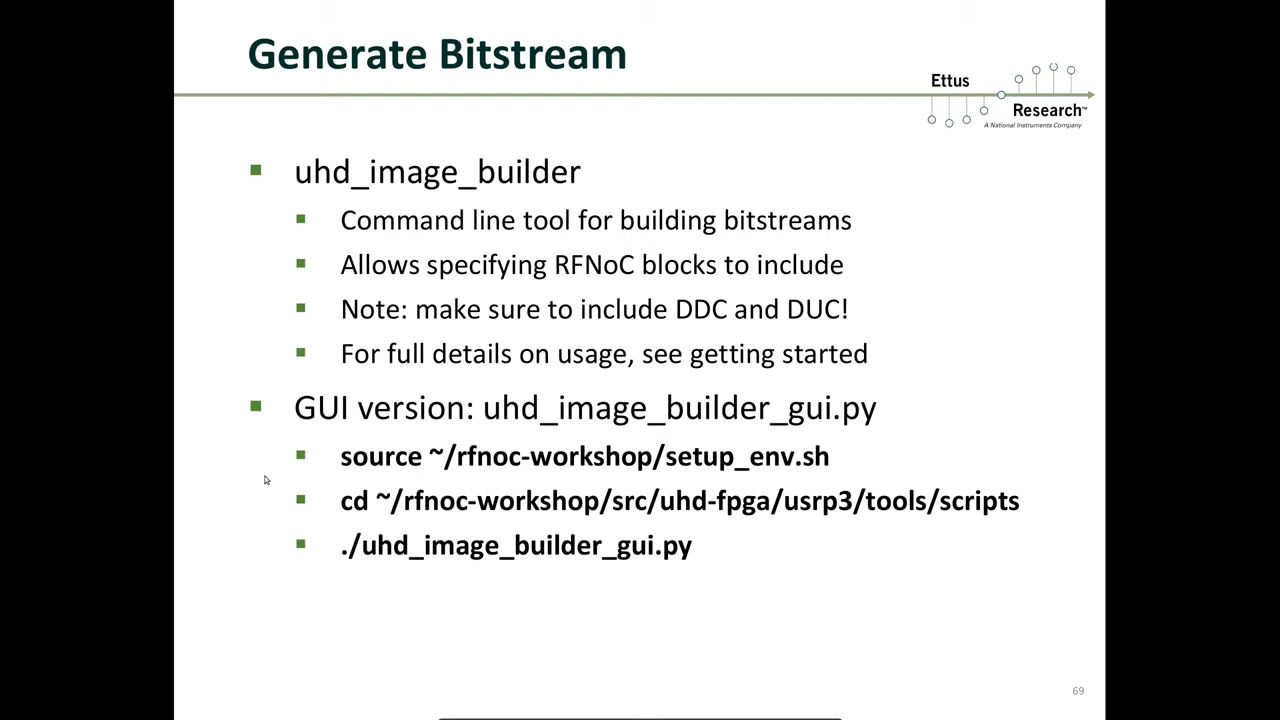 Generate Bitstream
Ettus
Research™
A National Instruments Company
uhd_image_builder
Command line tool for building bitstreams
Allows specifying RFNoC blocks to include
Note: make sure to include DDC and DUC!
For full details on usage, see getting started
GUI version: uhd_image_builder_gui.py
source ~/rfnoc-workshop/setup_env.sh
cd ~/rfnoc-workshop/src/uhd-fpga/usrp3/tools/scripts
./uhd_image_builder_gui.py
69